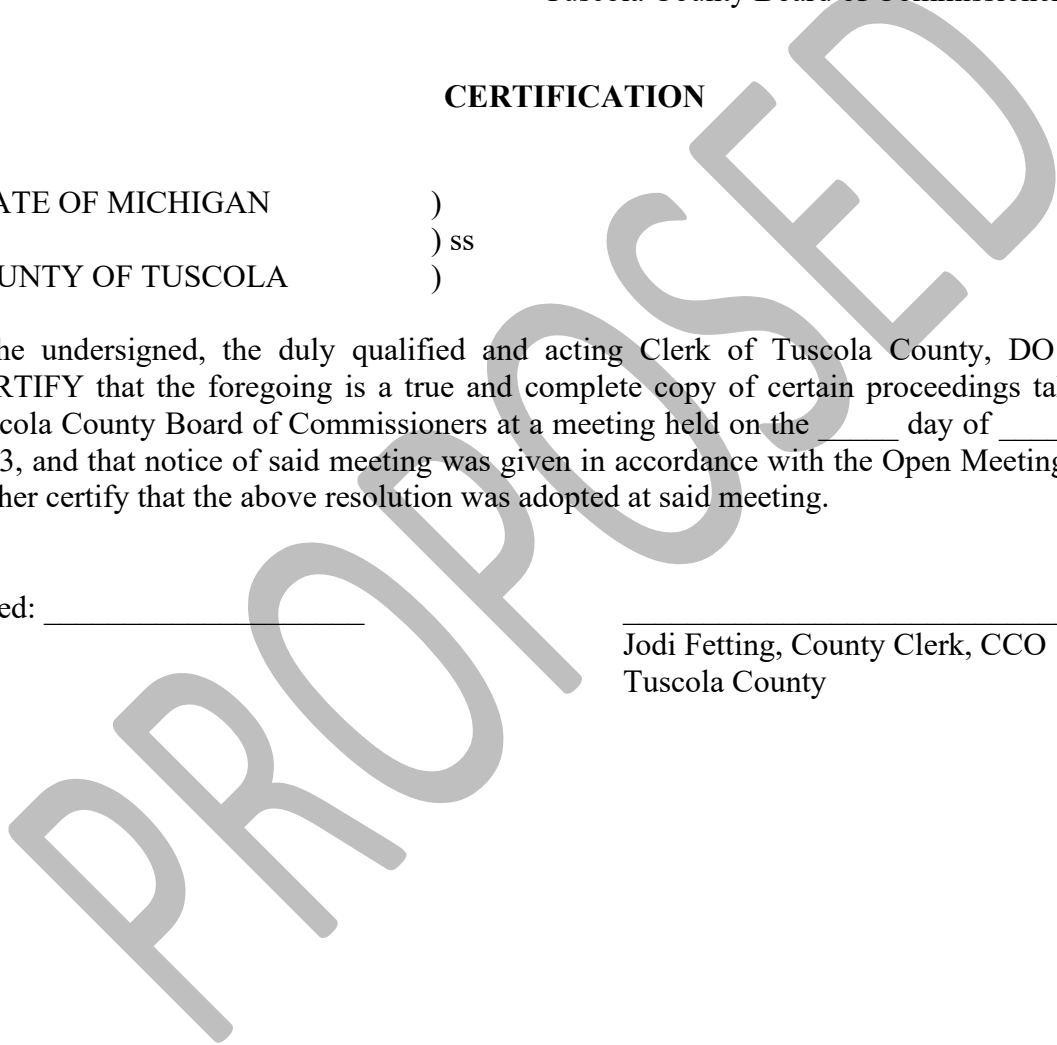 Tuscola County Board of Commissioner
CERTIFICATION
ATE OF MICHIGAN )
) ss
UNTY OF TUSCOLA )
he undersigned, the duly qualified and acting Clerk of Tuscola County, DO
RTIFY that the foregoing is a true and complete copy of certain proceedings ta
cola County Board of Commissioners at a meeting held on the _____ day of ____
3, and that notice of said meeting was given in accordance with the Open Meeting
her certify that the above resolution was adopted at said meeting.
ed: ____________________ ___________________________
Jodi Fetting, County Clerk, CCO
Tuscola County
PROPOSED